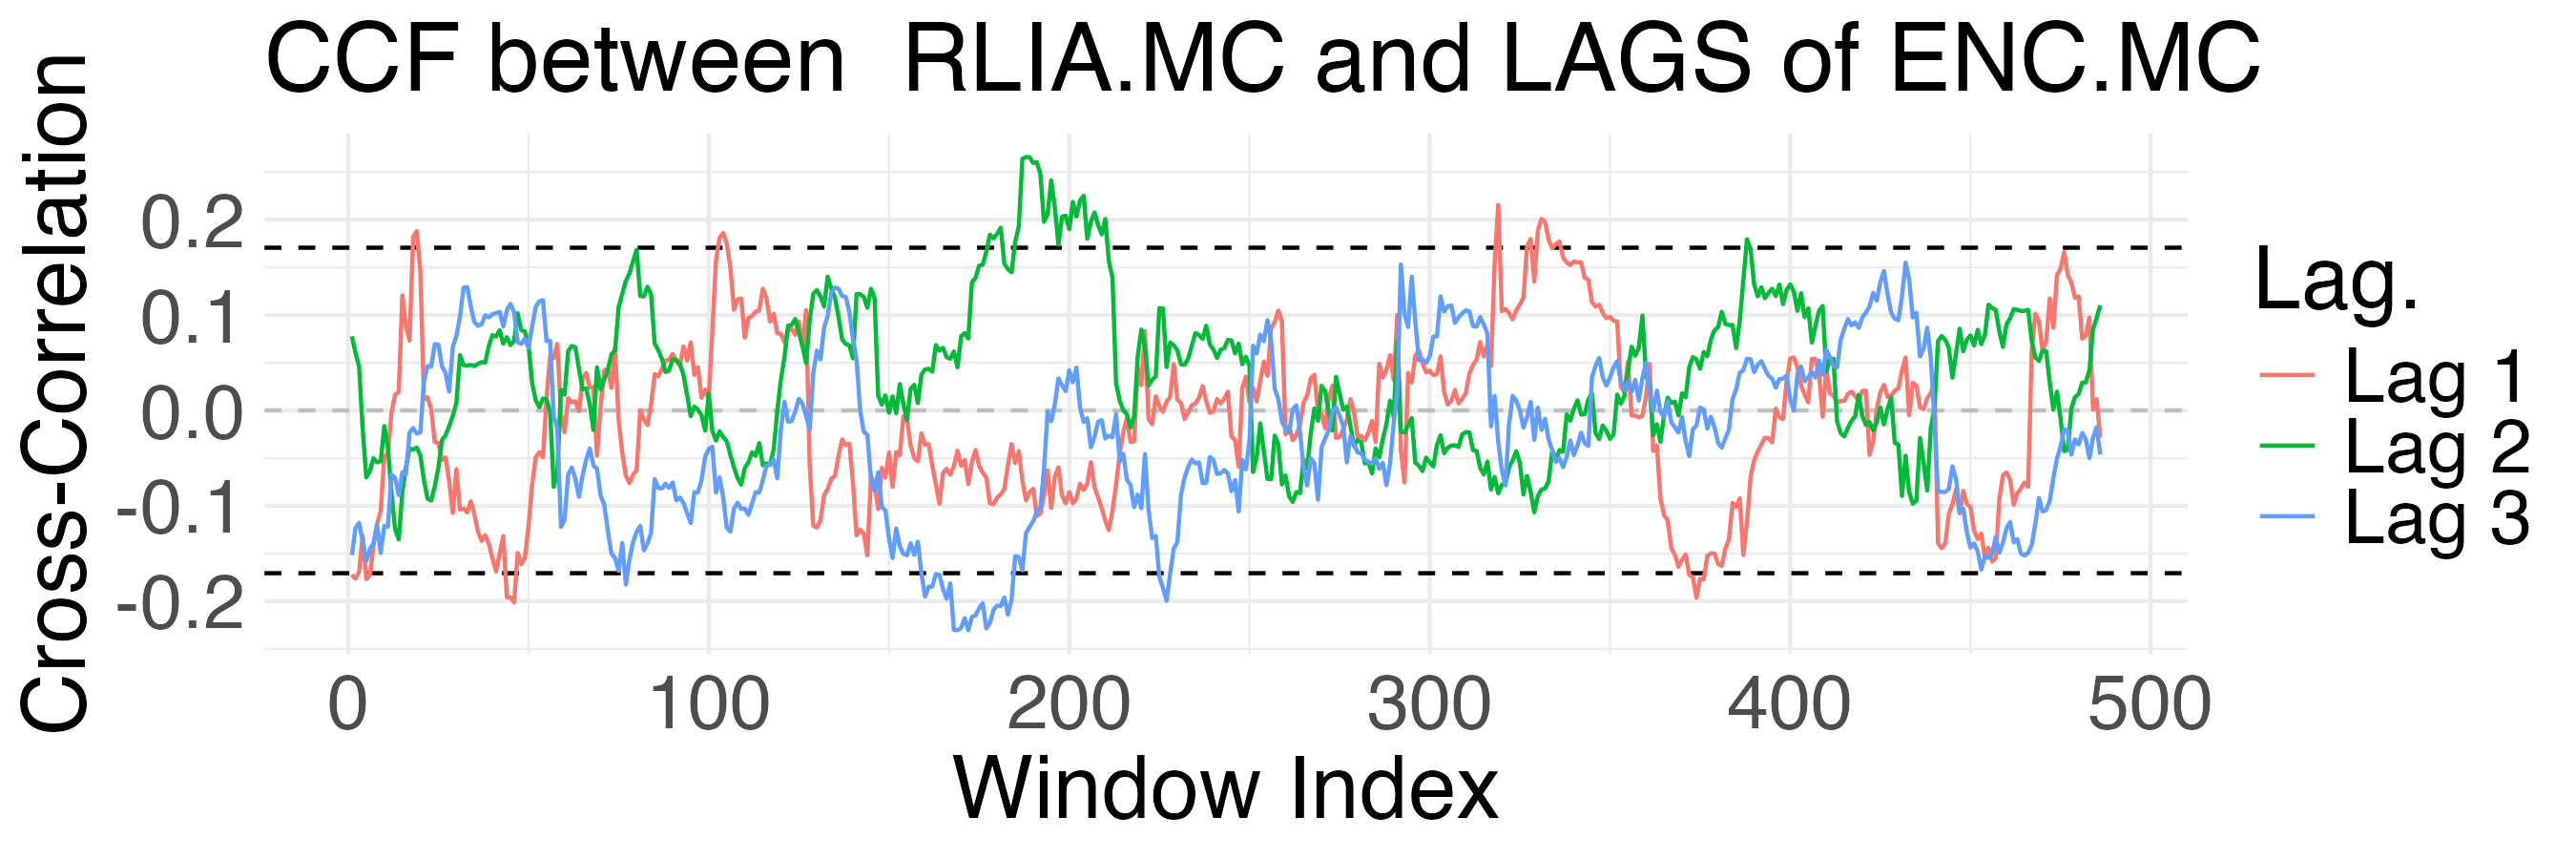 CCF between  RLIA.MC and LAGS of ENC.MC
Cross-Correlation
0.2
0.1
0.0
-0.1
-0.2
0 100 200 300 400 500
Window Index
Lag.
Lag 1
Lag 2
Lag 3